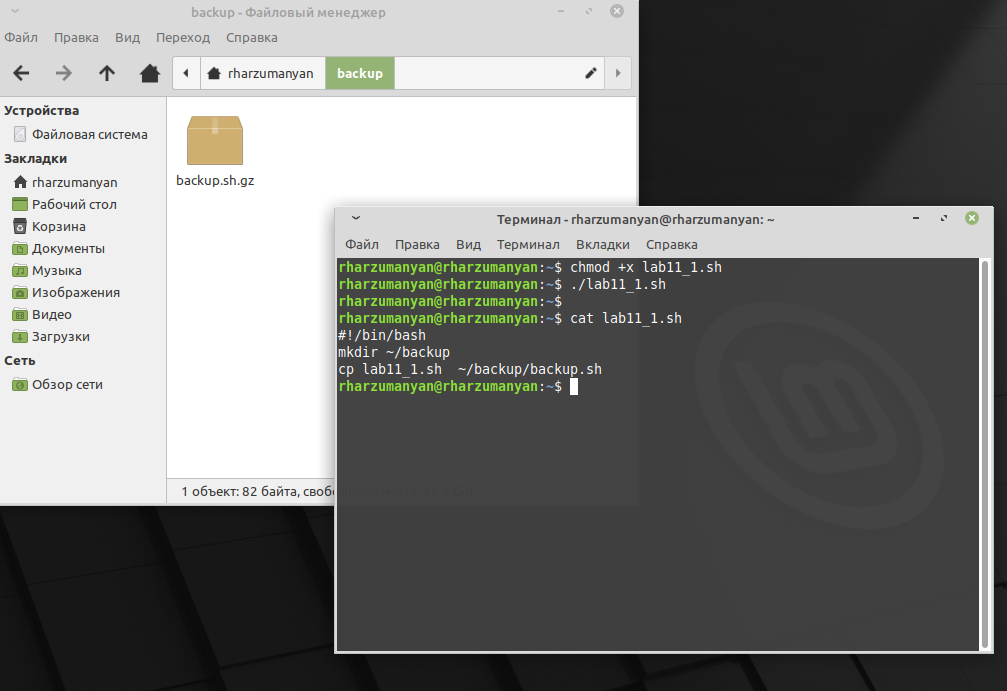 backup - Файловый менеджер
Файл Правка Вид Переход Справка
rharzumanyan backup
Устройства
Файловая система
Закладки
rharzumanyan
Рабочий стол
Корзина
Документы
Музыка
Изображения
Видео
Загрузки
Сеть
Обзор сети
backup.sh.gz
1 объект: 82 байта,
Терминал - rharzumanyan@rharzumanyan: ~
Файл Правка Вид Терминал Вкладки Справка
rharzumanyan@rharzumanyan:~$ chmod +x lab11_1.sh
rharzumanyan@rharzumanyan:~$ ./lab11_1.sh
rharzumanyan@rharzumanyan:~$
rharzumanyan@rharzumanyan:~$ cat lab11_1.sh
#!/bin/bash
mkdir ~/backup
cp lab11_1.sh  ~/backup/backup.sh
rharzumanyan@rharzumanyan:~$